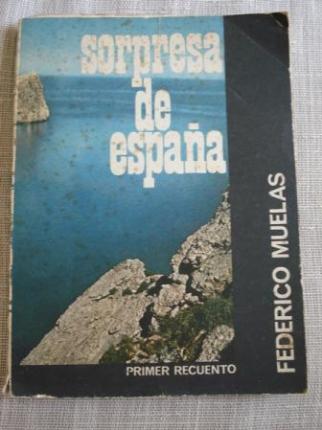 sorpresa
de
españa
FEDERICO MUELAS
PRIMER RECUENTO